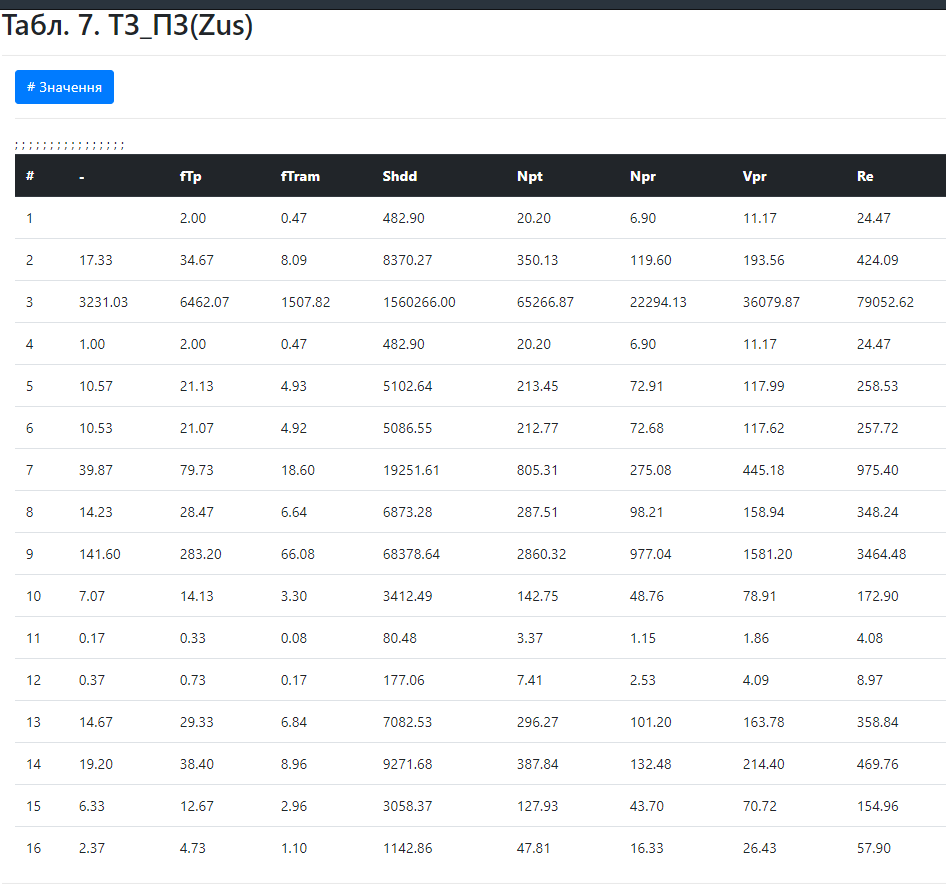 Табл. 7. ТЗ_ПЗ(Zus)
# Значення
; ; ; ; ; ; ; ; ; ; ; ; ; ; ; ;
# - fTp fTram Shdd Npt Npr Vpr Re
1 2.00 0.47 482.90 20.20 6.90 11.17 24.47
2 17.33 34.67 8.09 8370.27 350.13 119.60 193.56 424.09
3 3231.03 6462.07 1507.82 1560266.00 65266.87 22294.13 36079.87 79052.62
4 1.00 2.00 0.47 482.90 20.20 6.90 11.17 24.47
5 10.57 21.13 4.93 5102.64 213.45 72.91 117.99 258.53
6 10.53 21.07 4.92 5086.55 212.77 72.68 117.62 257.72
7 39.87 79.73 18.60 19251.61 805.31 275.08 445.18 975.40
8 14.23 28.47 6.64 6873.28 287.51 98.21 158.94 348.24
9 141.60 283.20 66.08 68378.64 2860.32 977.04 1581.20 3464.48
10 7.07 14.13 3.30 3412.49 142.75 48.76 78.91 172.90
11 0.17 0.33 0.08 80.48 3.37 1.15 1.86 4.08
12 0.37 0.73 0.17 177.06 7.41 2.53 4.09 8.97
13 14.67 29.33 6.84 7082.53 296.27 101.20 163.78 358.84
14 19.20 38.40 8.96 9271.68 387.84 132.48 214.40 469.76
15 6.33 12.67 2.96 3058.37 127.93 43.70 70.72 154.96
16 2.37 4.73 1.10 1142.86 47.81 16.33 26.43 57.90